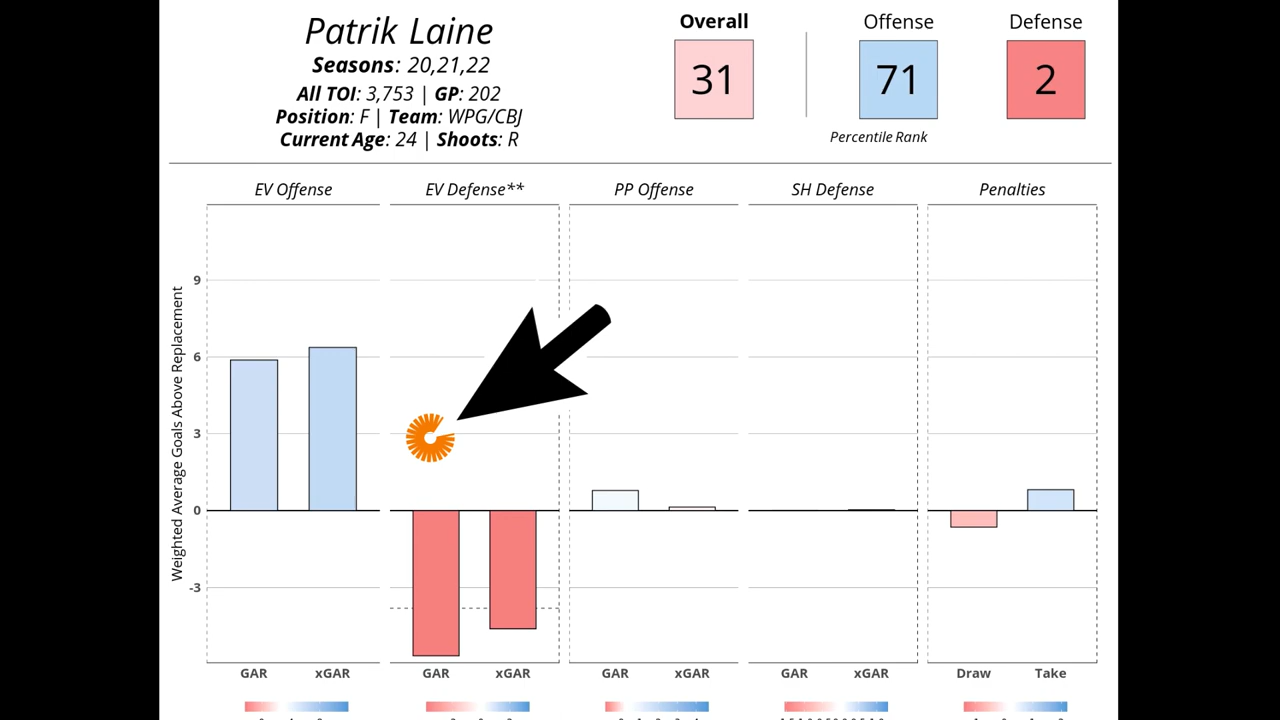 Patrik Laine
Seasons: 20,21,22
All TOI: 3,753 | GP: 202
Position: F | Team: WPG/CBJ
Current Age: 24 | Shoots: R
Overall
Offense
Defense
31
71
2
Percentile Rank
EV Offense
EV Defense**
PP Offense
SH Defense
Penalties
Weighted Average Goals Above Replacement
9
6
3
0
-3
GAR
xGAR
GAR
xGAR
GAR
xGAR
GAR
xGAR
Draw
Take